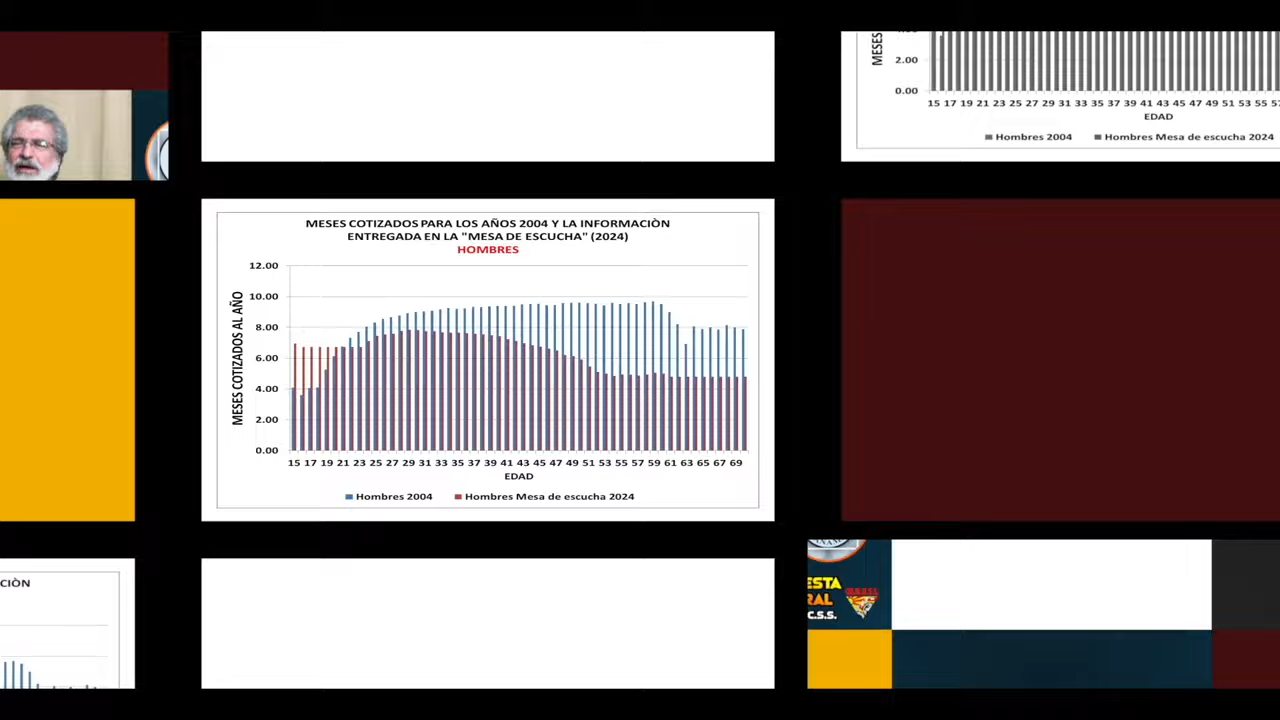 MESES
2.00
0.00
15 17 19 21 23 25 27 29 31 33 35 37 39 41 43 45 47 49 51 53 55
EDAD
Hombres 2004 Hombres Mesa de escucha 2024
MESES COTIZADOS PARA LOS AÑOS 2004 Y LA INFORMACIÒN
ENTREGADA EN LA "MESA DE ESCUCHA" (2024)
HOMBRES
MESES COTIZADOS AL AÑO
12.00
10.00
8.00
6.00
4.00
2.00
0.00
15 17 19 21 23 25 27 29 31 33 35 37 39 41 43 45 47 49 51 53 55 57 59 61 63 65 67 69
EDAD
Hombres 2004 Hombres Mesa de escucha 2024
CIÒN
ESTA
RAL
C.S.S.